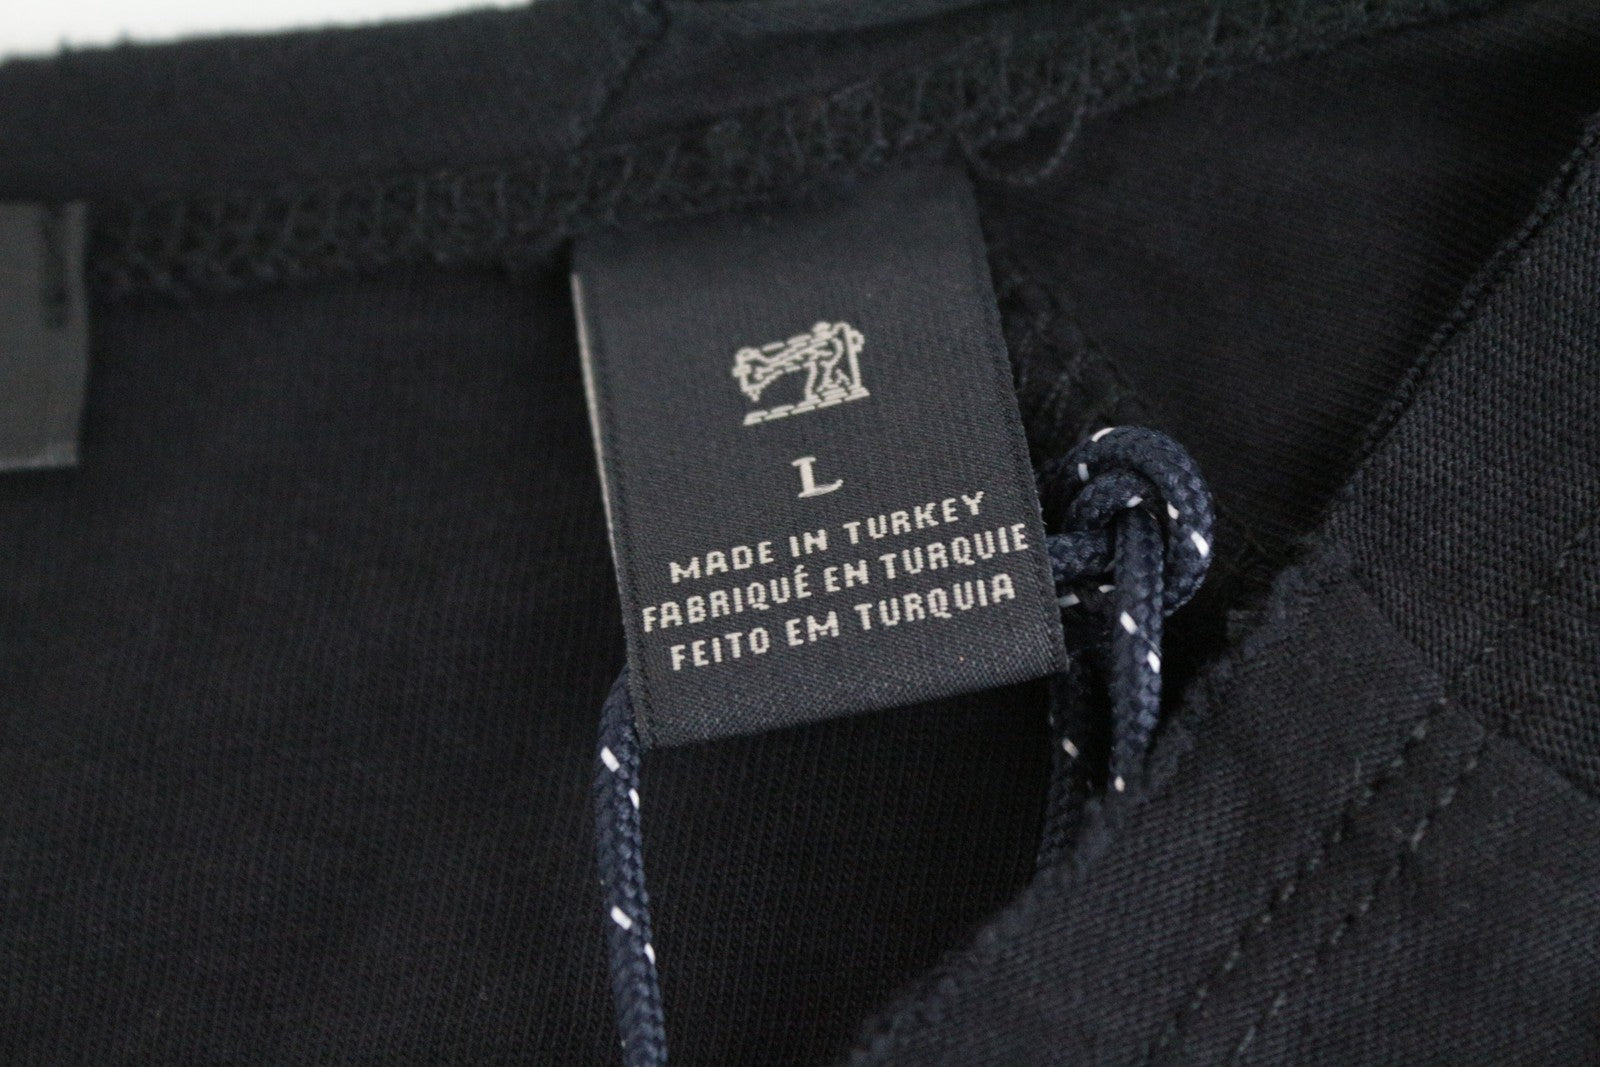 L
MADE IN TURKEY
FABRIQUÉ EN TURQUIE
FEITO EM TURQUIA